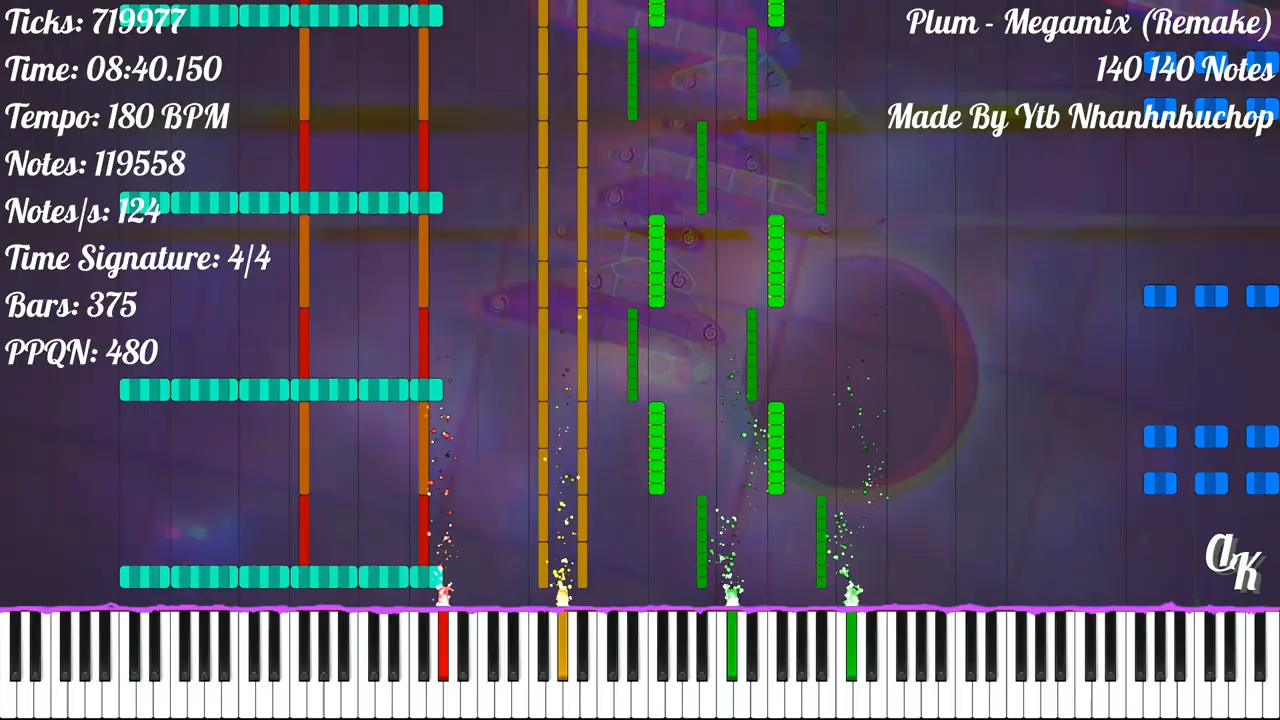 Ticks: 719977
Time: 08:40.150
Tempo: 180 BPM
Notes: 119558
Notes/s: 124
Time Signature: 4/4
Bars: 375
PPQN: 480
Plum - Megamix (Remake)
140 140 Notes
Made By Ytb Nhanhnhuchop
aK